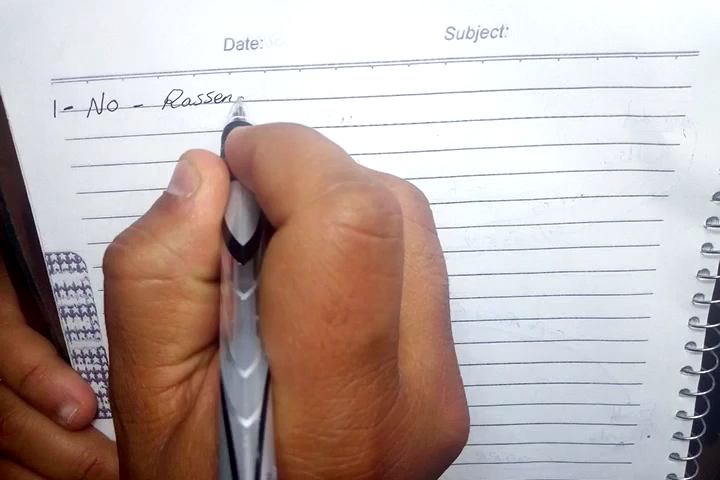 Date: Subject:
1- No - Rassen